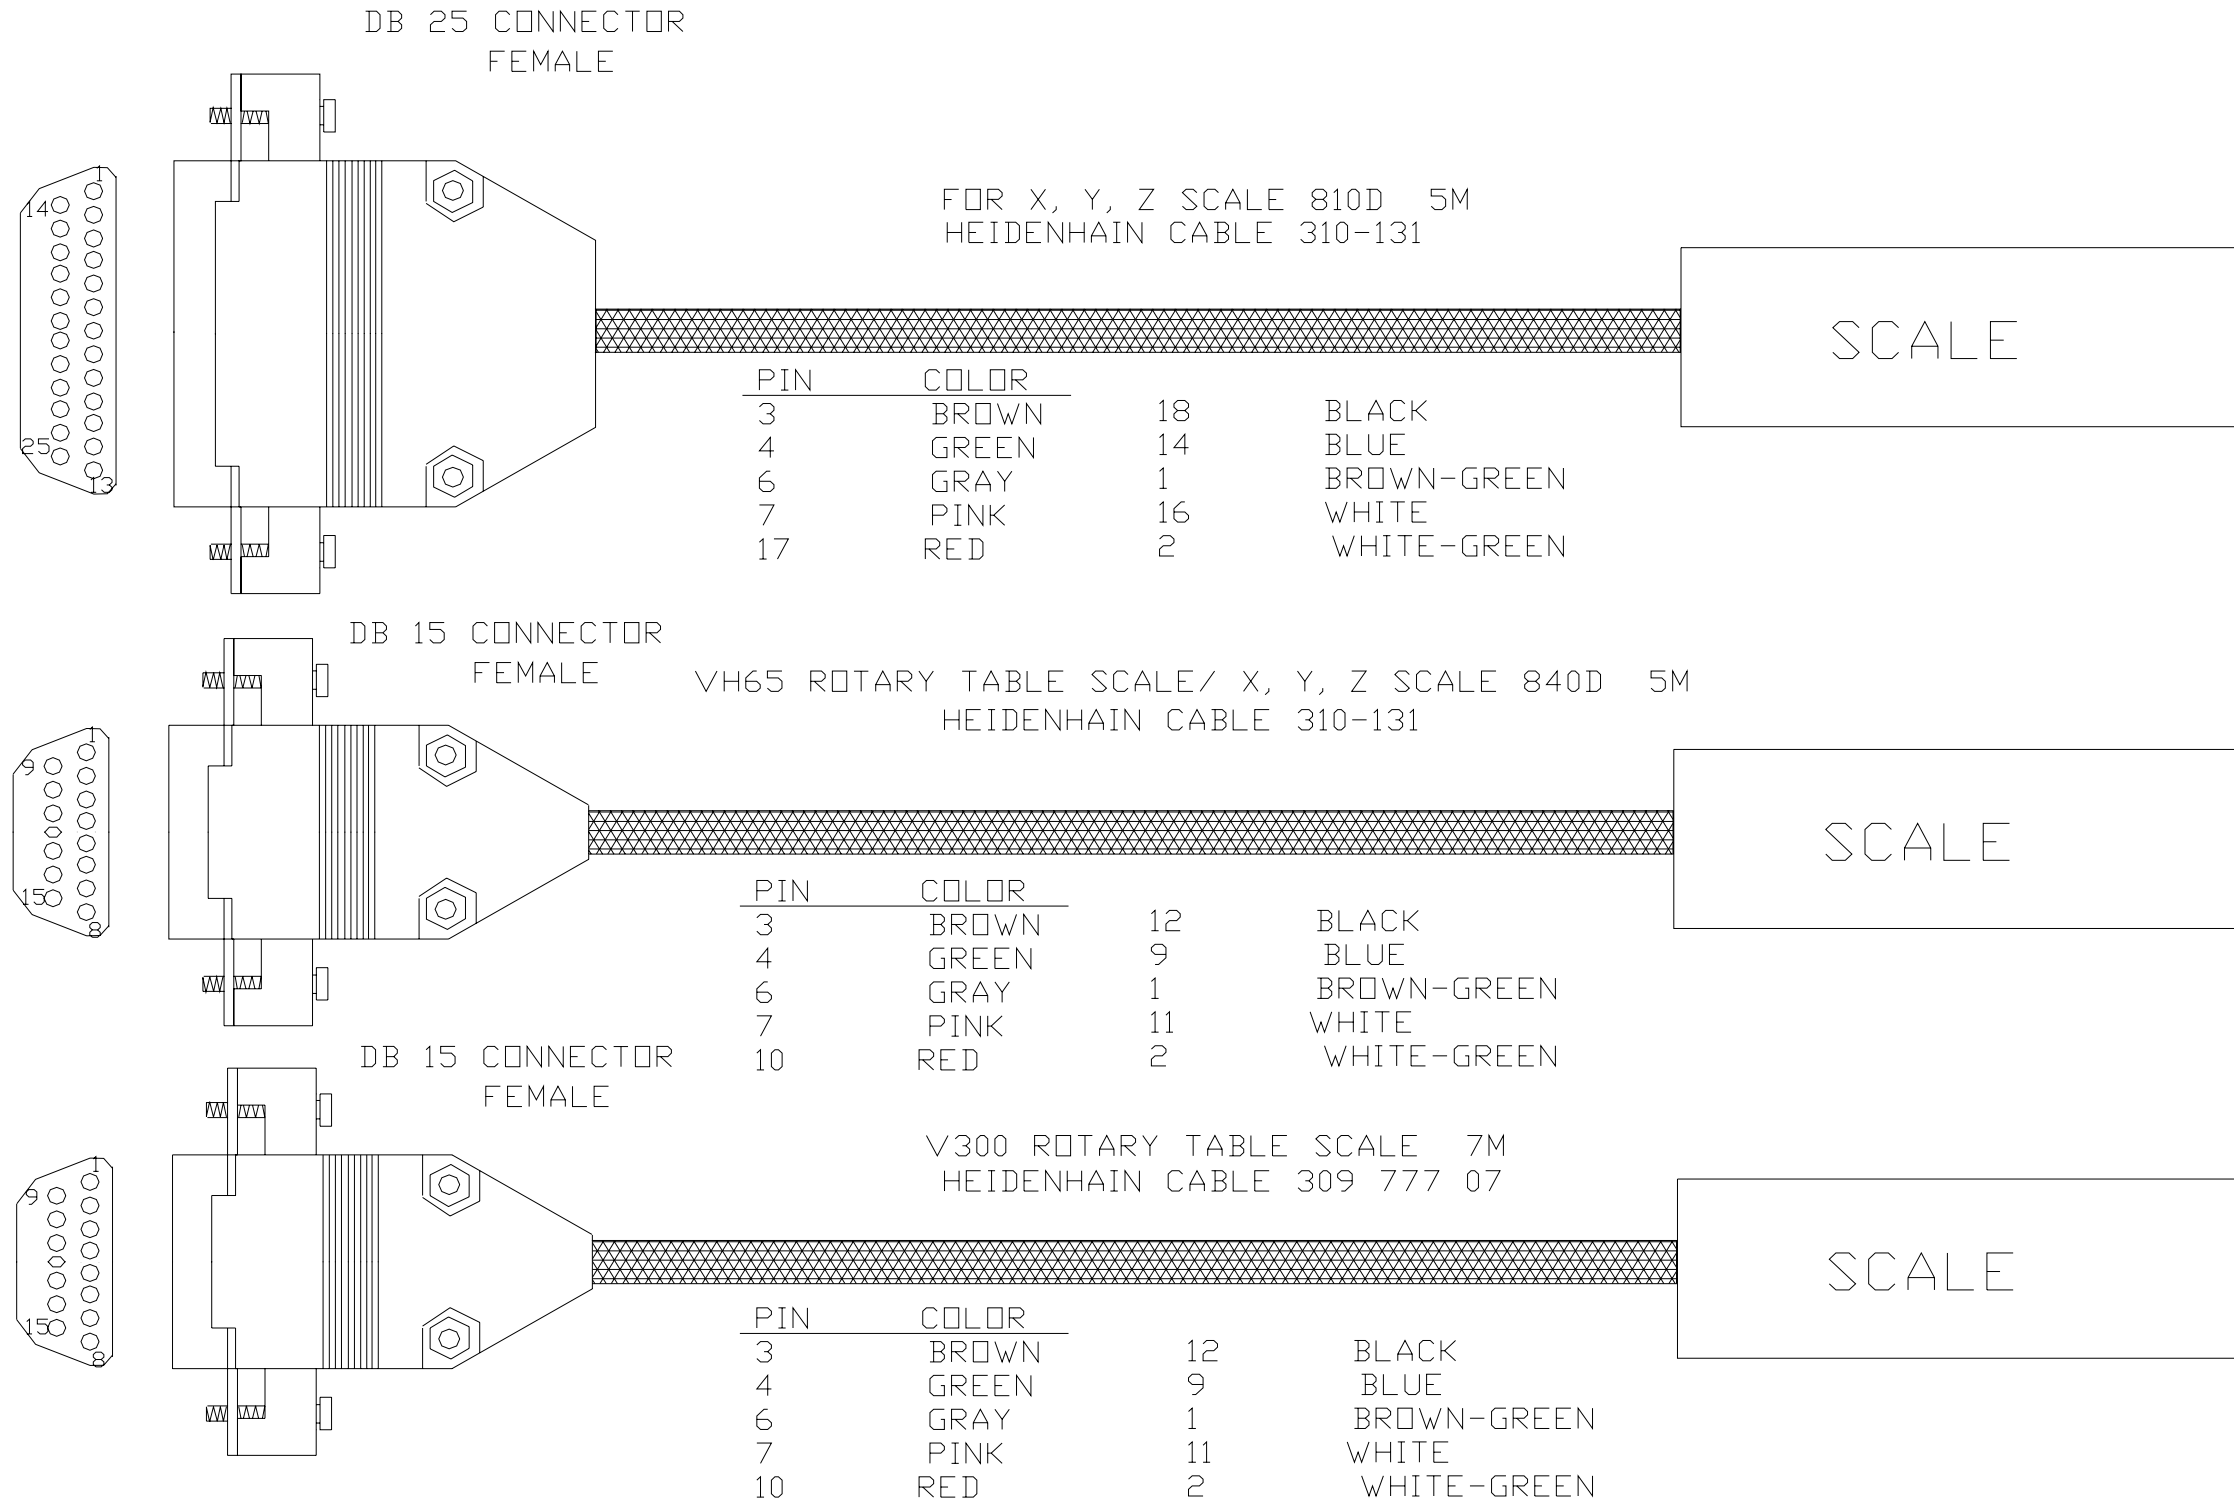 DB 25 CONNECTOR
FEMALE
1
14
25
13
FOR X, Y, Z SCALE 810D 5M
HEIDENHAIN CABLE 310-131
SCALE
PIN COLOR
3 BROWN 18 BLACK
4 GREEN 14 BLUE
6 GRAY 1 BROWN-GREEN
7 PINK 16 WHITE
17 RED 2 WHITE-GREEN
DB 15 CONNECTOR
FEMALE
1
9
15
8
VH65 ROTARY TABLE SCALE/ X, Y, Z SCALE 840D 5M
HEIDENHAIN CABLE 310-131
SCALE
PIN COLOR
3 BROWN 12 BLACK
4 GREEN 9 BLUE
6 GRAY 1 BROWN-GREEN
7 PINK 11 WHITE
10 RED 2 WHITE-GREEN
DB 15 CONNECTOR
FEMALE
1
9
15
8
V300 ROTARY TABLE SCALE 7M
HEIDENHAIN CABLE 309 777 07
SCALE
PIN COLOR
3 BROWN 12 BLACK
4 GREEN 9 BLUE
6 GRAY 1 BROWN-GREEN
7 PINK 11 WHITE
10 RED 2 WHITE-GREEN